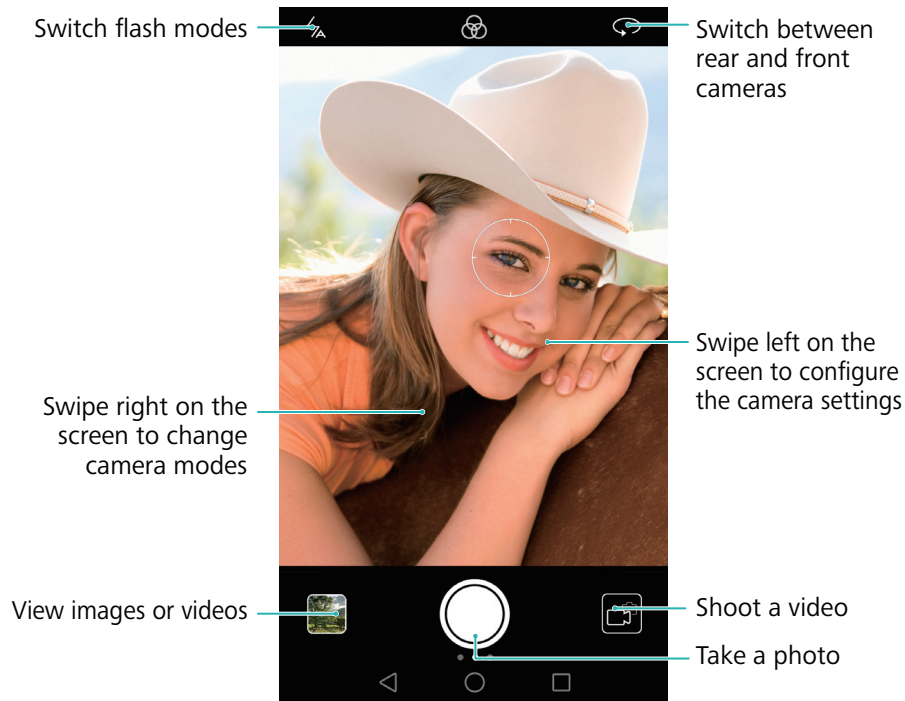 Switch flash modes
Switch between
rear and front
cameras
Swipe left on the
screen to configure
the camera settings
Swipe right on the
screen to change
camera modes
View images or videos
Shoot a video
Take a photo